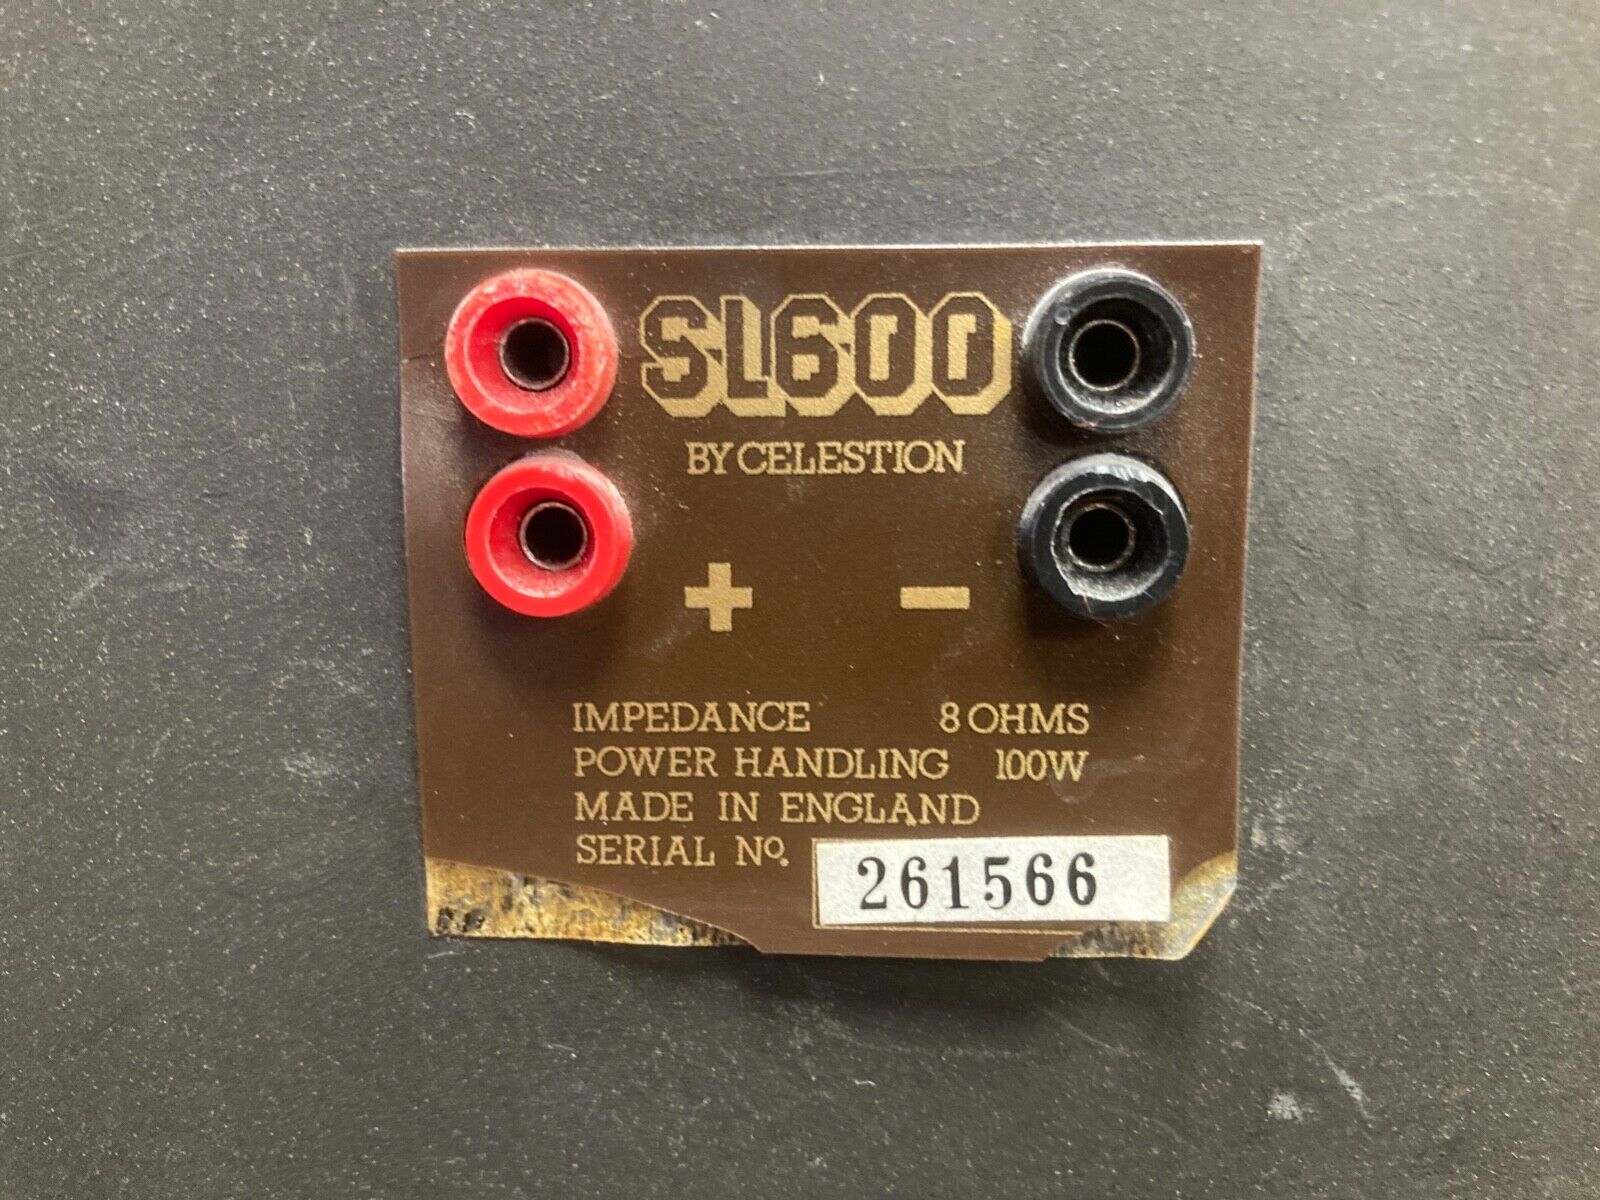 SL600
BY CELESTION
+ −
IMPEDANCE 8 OHMS
POWER HANDLING 100W
MADE IN ENGLAND
SERIAL No. 261566